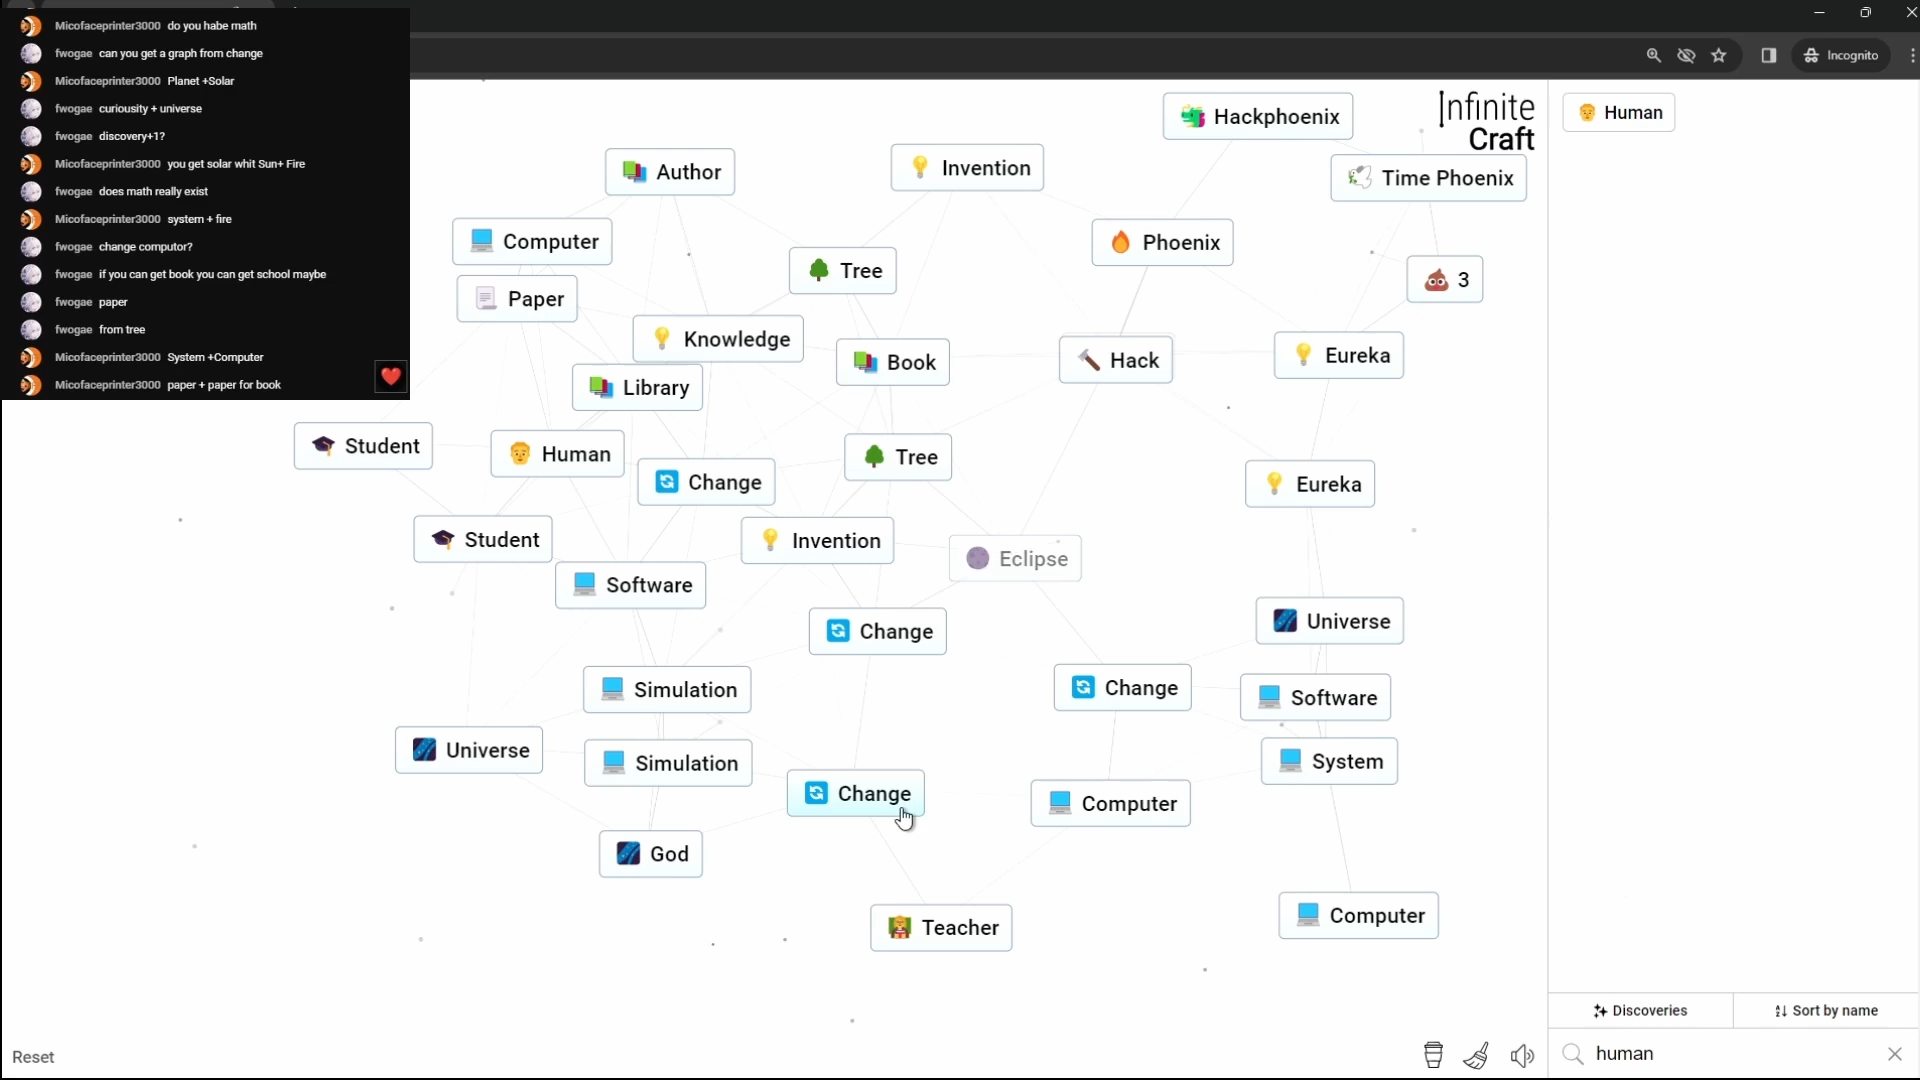 Micofaceprinter3000 do you habe math
fwogae can you get a graph from change
Micofaceprinter3000 Planet +Solar
fwogae curiousity + universe
fwogae discovery+1?
Micofaceprinter3000 you get solar whit Sun+ Fire
fwogae does math really exist
Micofaceprinter3000 system + fire
fwogae change computor?
fwogae if you can get book you can get school maybe
fwogae paper
fwogae from tree
Micofaceprinter3000 System +Computer
Micofaceprinter3000 paper + paper for book
Incognito
Infinite
Craft
Human
Hackphoenix
Author
Invention
Time Phoenix
Computer
Phoenix
Tree
3
Paper
Knowledge
Eureka
Book
Hack
Library
Student
Human
Tree
Change
Eureka
Student
Invention
Eclipse
Software
Universe
Change
Simulation
Change
Software
Universe
Simulation
System
Change
Computer
God
Computer
Teacher
Discoveries
Sort by name
Reset
human